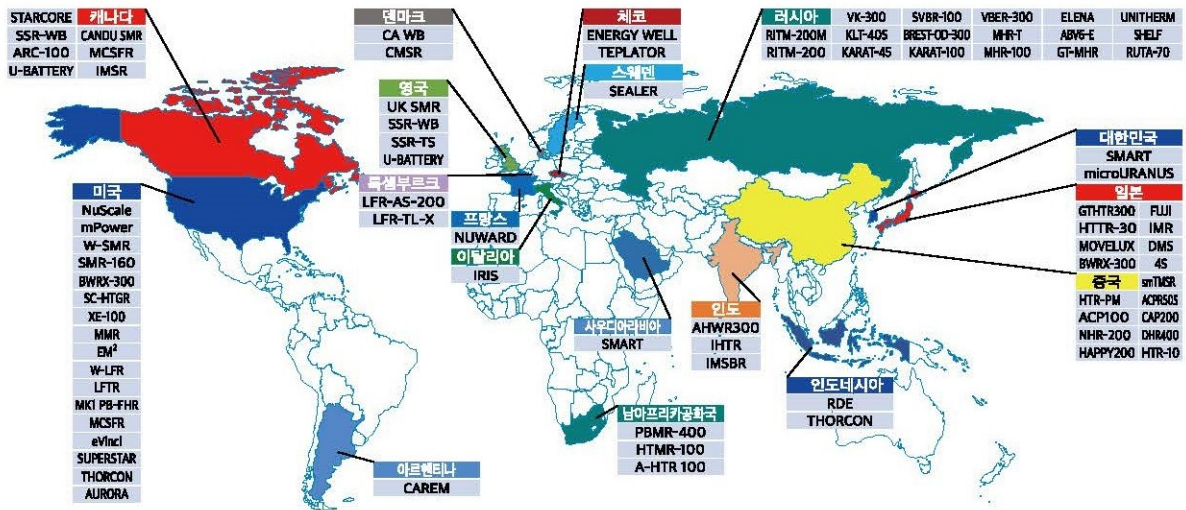 STARCORE 캐나다
SSR-WB CANDU SMR
ARC-100 MCSFR
U-BATTERY IMSR
덴마크
CA WB
CMSR
체코
ENERGY WELL
TEPLATOR
스웨덴
SEALER
러시아 VK-300 SVBR-100 VBER-300 ELENA UNITHERM
RITM-200M KLT-40S BREST-OD-300 MHR-T ABV6-E SHELF
RITM-200 KARAT-45 KARAT-100 MHR-100 GT-MHR RUTA-70
영국
UK SMR
SSR-WB
SSR-TS
U-BATTERY
룩셈부르크
LFR-AS-200
LFR-TL-X
프랑스
NUWARD
이탈리아
IRIS
대한민국
SMART
microURANUS
일본
GTHTR300 FUJI
HTTR-30 IMR
MOVELUX DMS
BWRX-300 4S
중국 smTMSR
HTR-PM ACPR50S
ACP100 CAP200
NHR-200 DHR400
HAPPY200 HTR-10
미국
NuScale
mPower
W-SMR
SMR-160
BWRX-300
SC-HTGR
XE-100
MMR
EM²
W-LFR
LFTR
MK1 PB-FHR
MCSFR
eVinci
SUPERSTAR
THORCON
AURORA
사우디아라비아
SMART
인도
AHWR300
IHTR
IMSBR
인도네시아
RDE
THORCON
남아프리카공화국
PBMR-400
HTMR-100
A-HTR 100
아르헨티나
CAREM